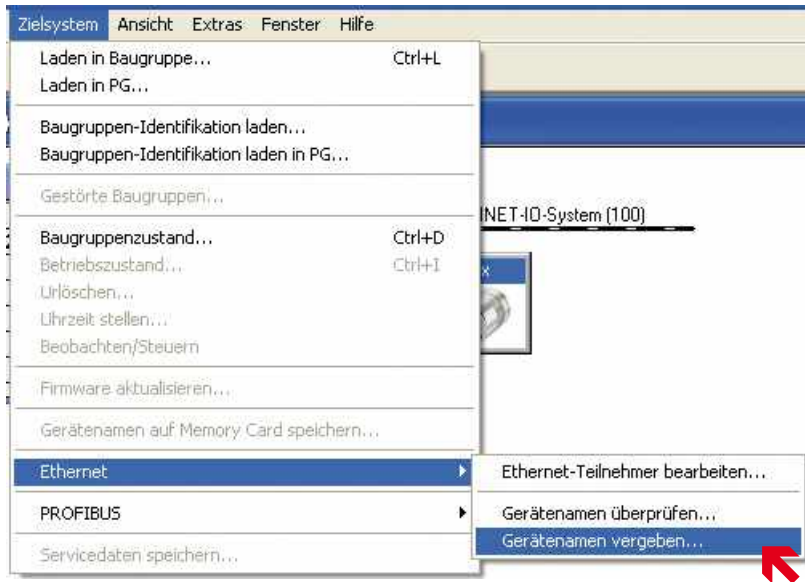 Zielsystem Ansicht Extras Fenster Hilfe
Laden in Baugruppe... Ctrl+L
Laden in PG...
Baugruppen-Identifikation laden...
Baugruppen-Identifikation laden in PG...
Gestörte Baugruppen...
Baugruppenzustand... Ctrl+D
Betriebszustand... Ctrl+I
Urlöschen...
Uhrzeit stellen...
Beobachten/Steuern
Firmware aktualisieren...
Gerätenamen auf Memory Card speichern...
Ethernet
PROFIBUS
Servicedaten speichern...
INET-IO-System (100)
x
Ethernet-Teilnehmer bearbeiten...
Gerätenamen überprüfen...
Gerätenamen vergeben...